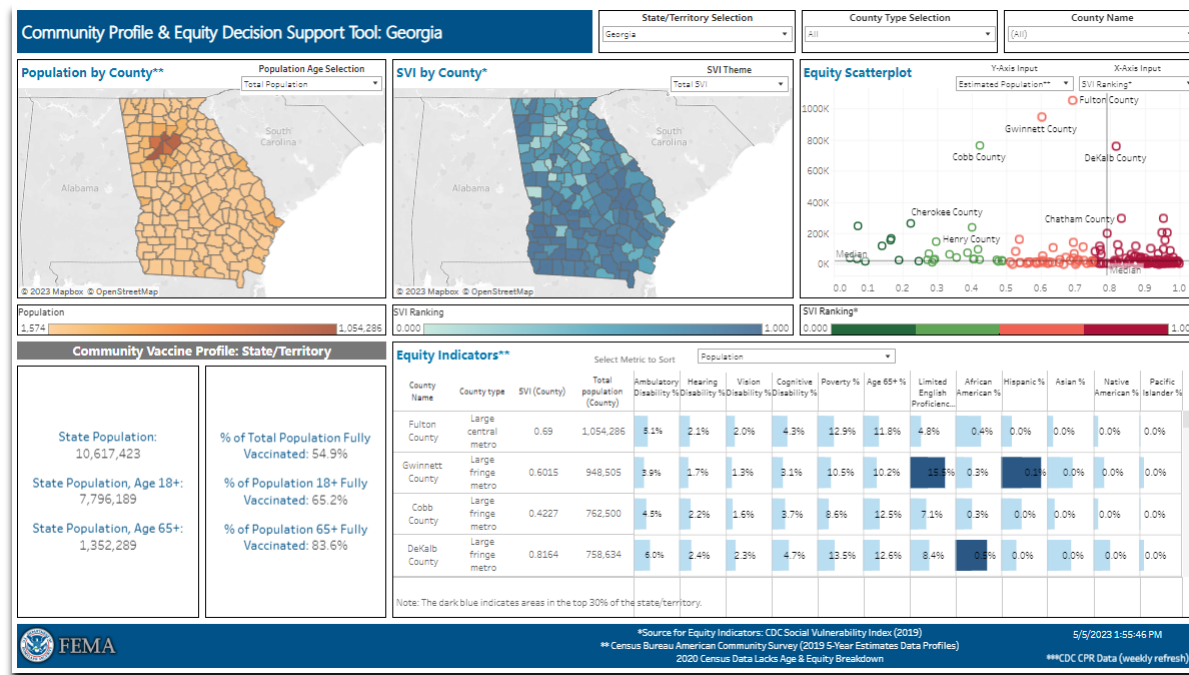 Community Profile & Equity Decision Support Tool: Georgia
State/Territory Selection
Georgia
County Type Selection
All
County Name
(All)
Population by County**
Population Age Selection
Total Population
South
Carolina
Alabama
© 2023 Mapbox © OpenStreetMap
SVI by County*
SVI Theme
Total SVI
South
Carolina
Alabama
© 2023 Mapbox © OpenStreetMap
Equity Scatterplot
Y-Axis Input
Estimated Population**
X-Axis Input
SVI Ranking*
1000K
800K
600K
400K
200K
0K
Fulton County
Gwinnett County
Cobb County
DeKalb County
Cherokee County
Chatham County
Henry County
Median
Median
0.0 0.1 0.2 0.3 0.4 0.5 0.6 0.7 0.8 0.9 1.0
Population
1,574 1,054,286
SVI Ranking
0.000 1.000
SVI Ranking*
0.000 1.00
Community Vaccine Profile: State/Territory
State Population:
10,617,423
State Population, Age 18+:
7,796,189
State Population, Age 65+:
1,352,289
% of Total Population Fully
Vaccinated: 54.9%
% of Population 18+ Fully
Vaccinated: 65.2%
% of Population 65+ Fully
Vaccinated: 83.6%
Equity Indicators**
Select Metric to Sort
Population
County
Name
County type
SVI (County)
Total
population
(County)
Ambulatory
Disability %
Hearing
Disability %
Vision
Disability %
Cognitive
Disability %
Poverty %
Age 65+ %
Limited
English
Proficienc...
African
American %
Hispanic %
Asian %
Native
American %
Pacific
Islander %
Fulton
County
Large
central
metro
0.69 1,054,286 5.1% 2.1% 2.0% 4.3% 12.9% 11.8% 4.8% 0.4% 0.0% 0.0% 0.0% 0.0%
Gwinnett
County
Large
fringe
metro
0.6015 948,505 3.9% 1.7% 1.3% 3.1% 10.5% 10.2% 15.5% 0.3% 0.1% 0.0% 0.0% 0.0%
Cobb
County
Large
fringe
metro
0.4227 762,500 4.5% 2.2% 1.6% 3.7% 8.6% 12.5% 7.1% 0.3% 0.0% 0.0% 0.0% 0.0%
DeKalb
County
Large
fringe
metro
0.8164 758,634 6.0% 2.4% 2.3% 4.7% 13.5% 12.6% 8.4% 0.5% 0.0% 0.0% 0.0% 0.0%
Note: The dark blue indicates areas in the top 30% of the state/territory.
FEMA
*Source for Equity Indicators: CDC Social Vulnerability Index (2019)
** Census Bureau American Community Survey (2019 5-Year Estimates Data Profiles)
2020 Census Data Lacks Age & Equity Breakdown
5/5/2023 1:55:46 PM
***CDC CPR Data (weekly refresh)